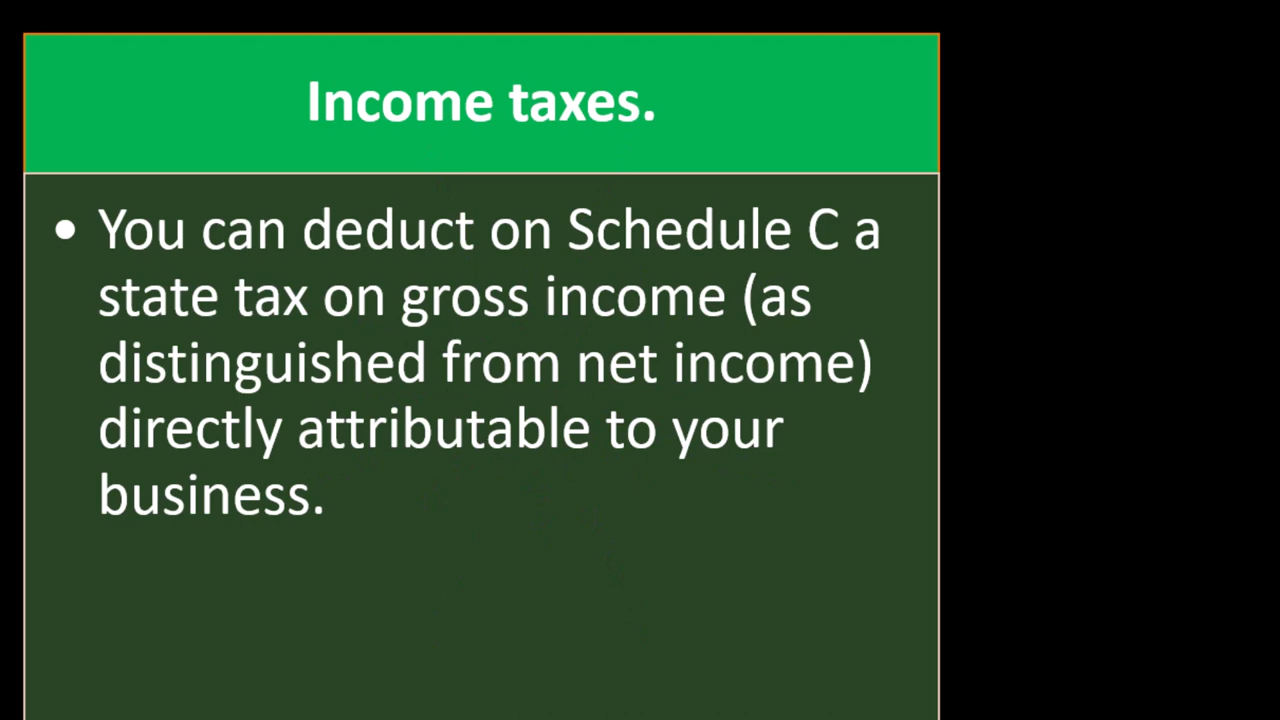 Income taxes.
• You can deduct on Schedule C a
state tax on gross income (as
distinguished from net income)
directly attributable to your
business.